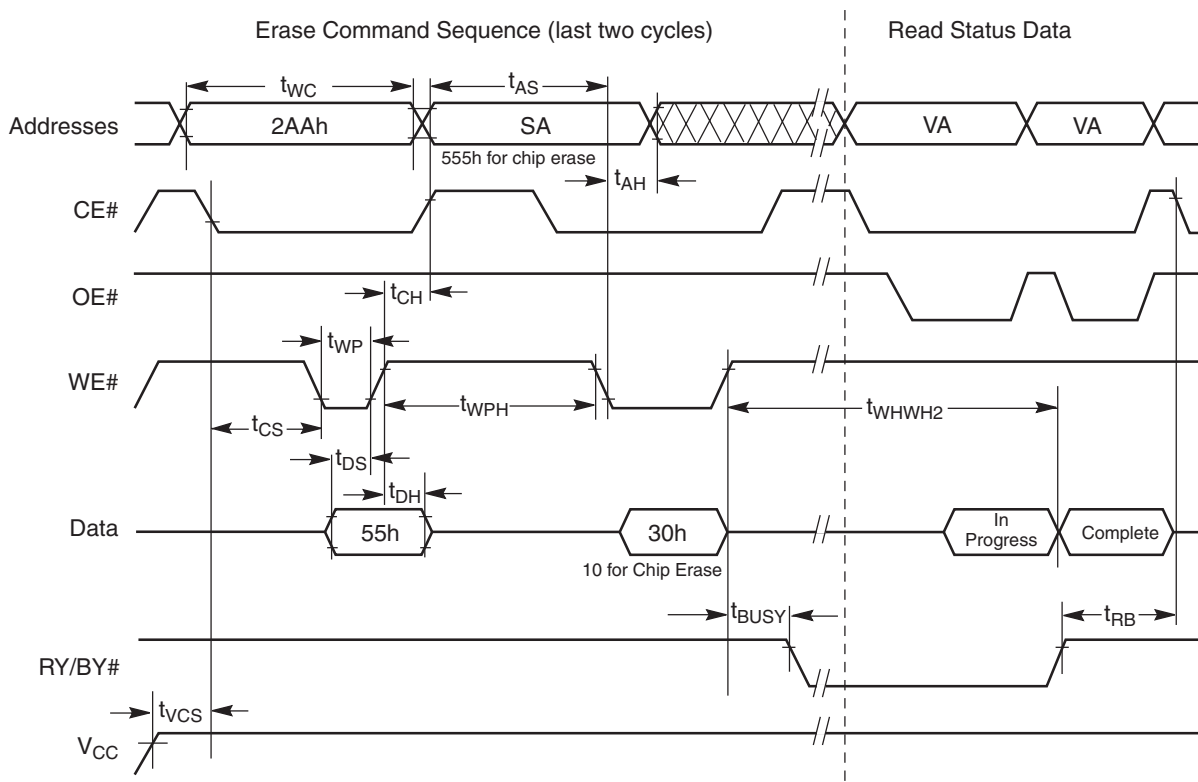 Erase Command Sequence (last two cycles)
Read Status Data
tWC
tAS
Addresses
2AAh
SA
VA
VA
555h for chip erase
tAH
CE#
OE#
tCH
tWP
WE#
tWPH
tWHWH2
tCS
tDS
tDH
Data
55h
30h
In
Progress
Complete
10 for Chip Erase
tBUSY
tRB
RY/BY#
tVCS
VCC